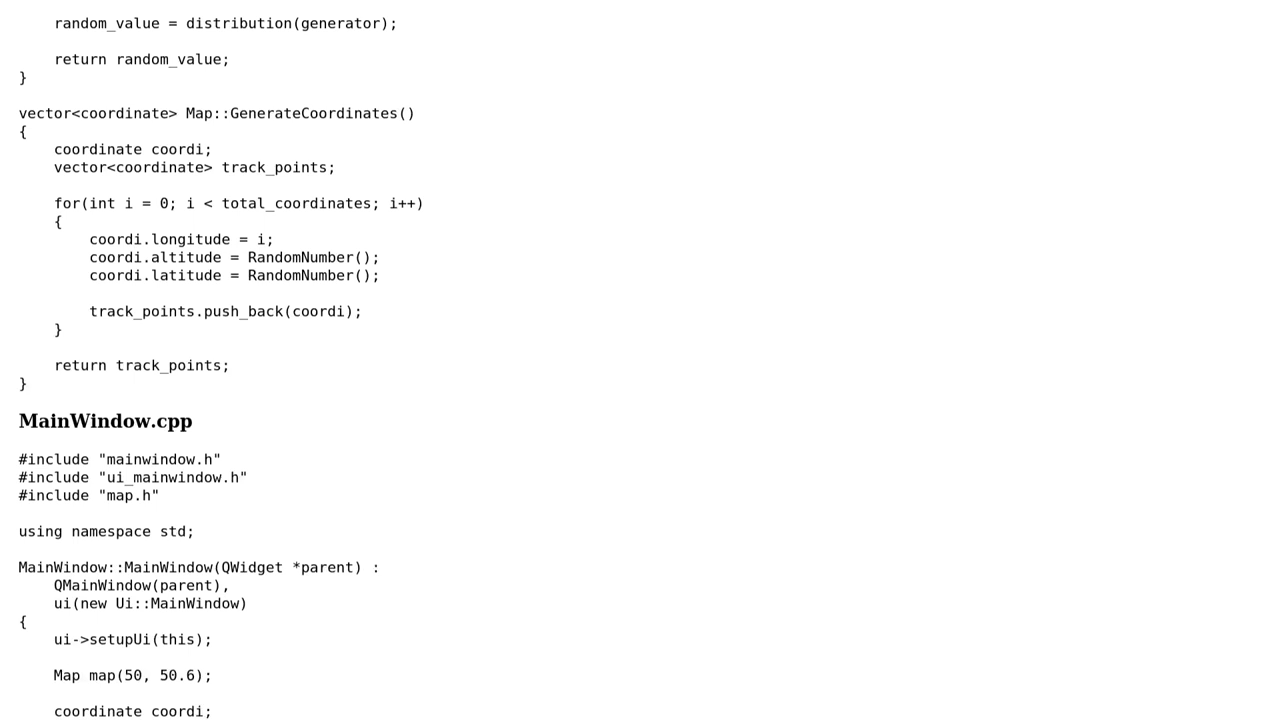 random_value = distribution(generator);

    return random_value;
}

vector<coordinate> Map::GenerateCoordinates()
{
    coordinate coordi;
    vector<coordinate> track_points;

    for(int i = 0; i < total_coordinates; i++)
    {
        coordi.longitude = i;
        coordi.altitude = RandomNumber();
        coordi.latitude = RandomNumber();

        track_points.push_back(coordi);
    }

    return track_points;
}

MainWindow.cpp

#include "mainwindow.h"
#include "ui_mainwindow.h"
#include "map.h"

using namespace std;

MainWindow::MainWindow(QWidget *parent) :
    QMainWindow(parent),
    ui(new Ui::MainWindow)
{
    ui->setupUi(this);

    Map map(50, 50.6);

    coordinate coordi;